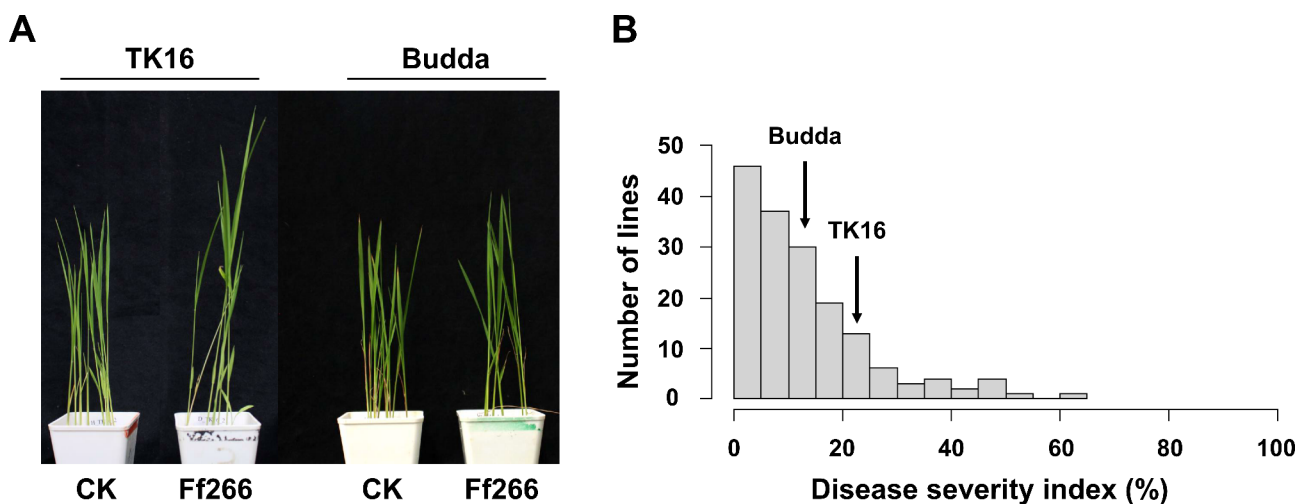 A
TK16
Budda
CK
Ff266
CK
Ff266
B
Number of lines
50
40
30
20
10
0
Budda
TK16
0
20
40
60
80
100
Disease severity index (%)